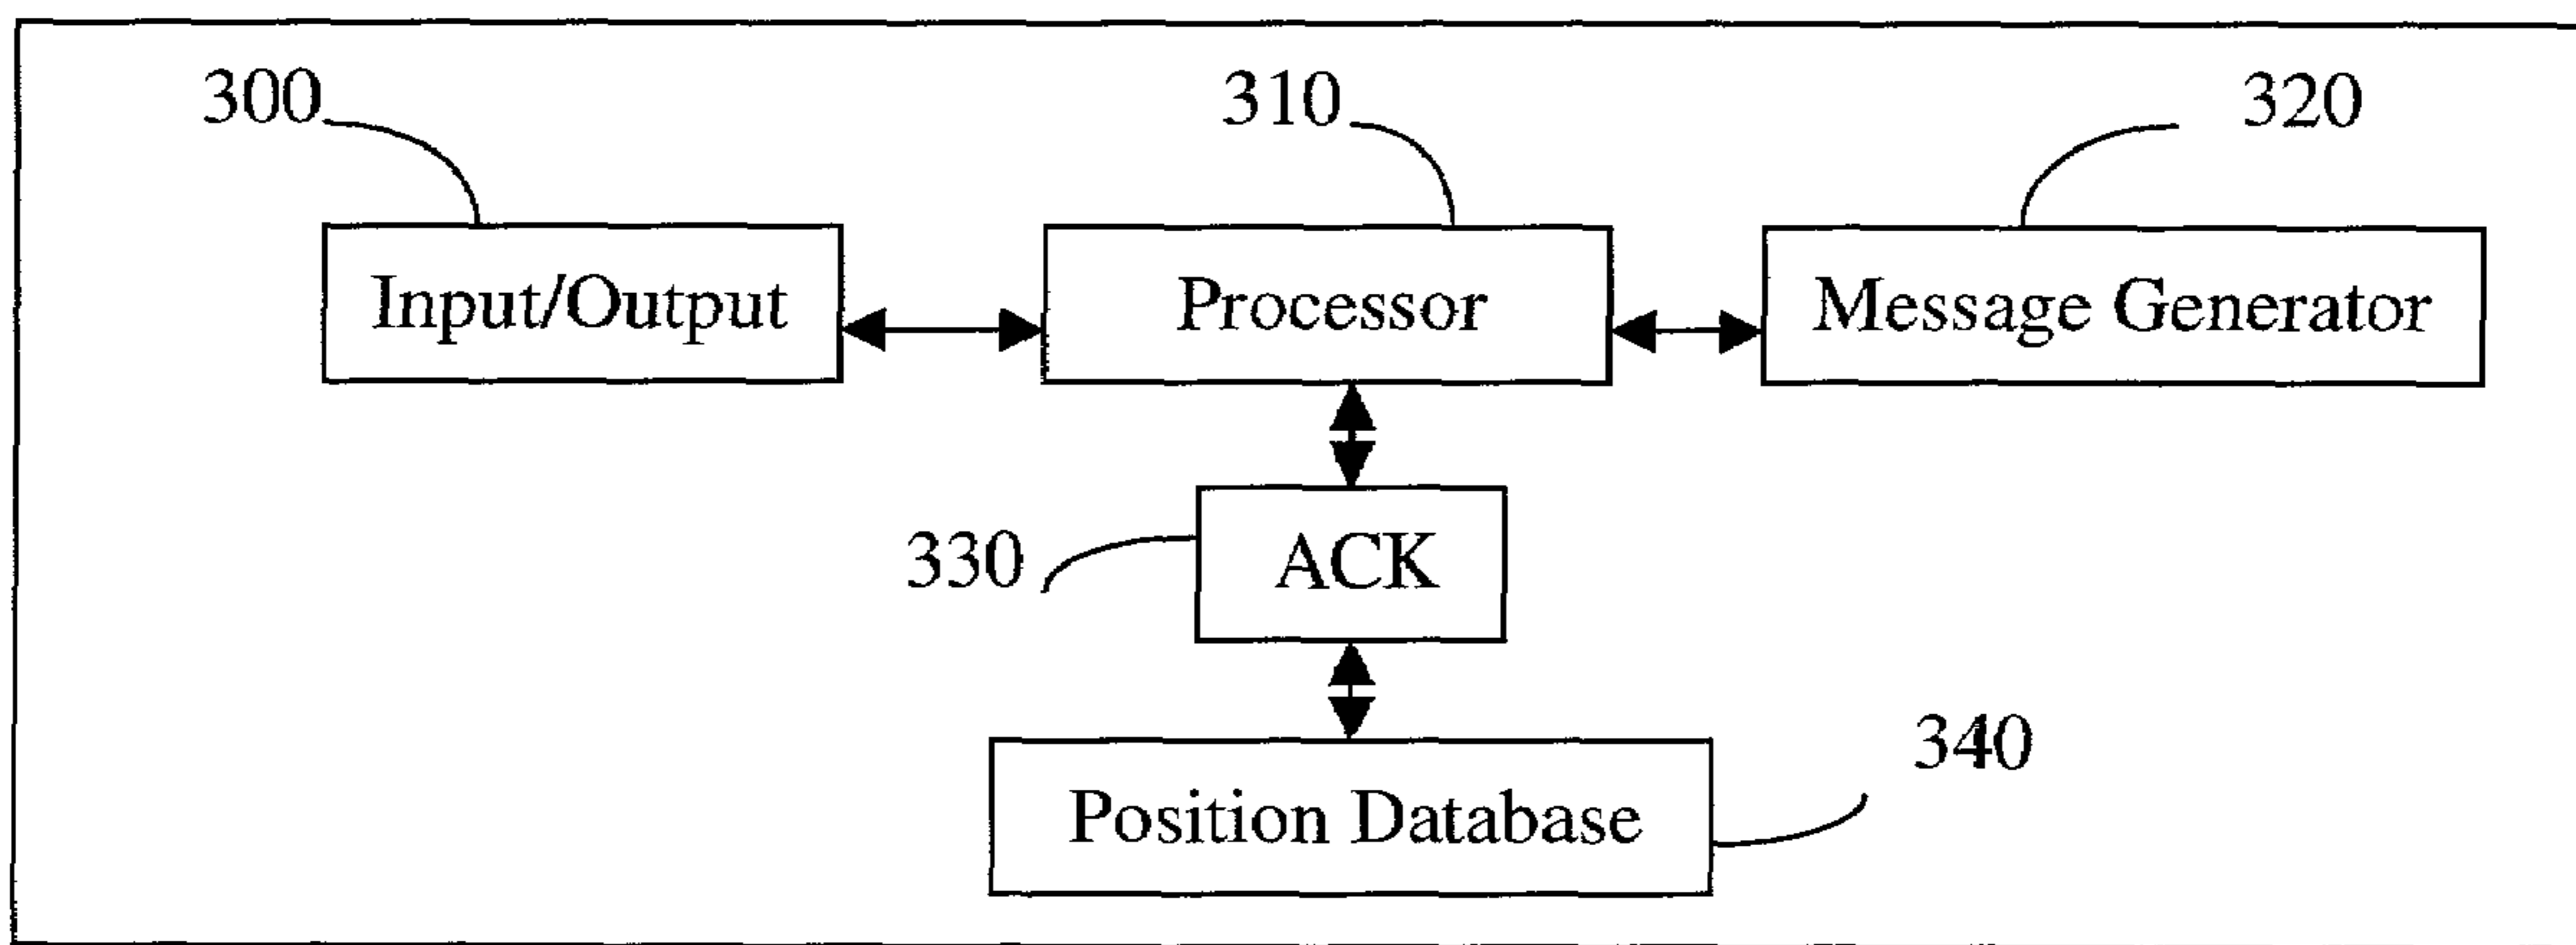 300
310
320
Input/Output
Processor
Message Generator
330
ACK
340
Position Database